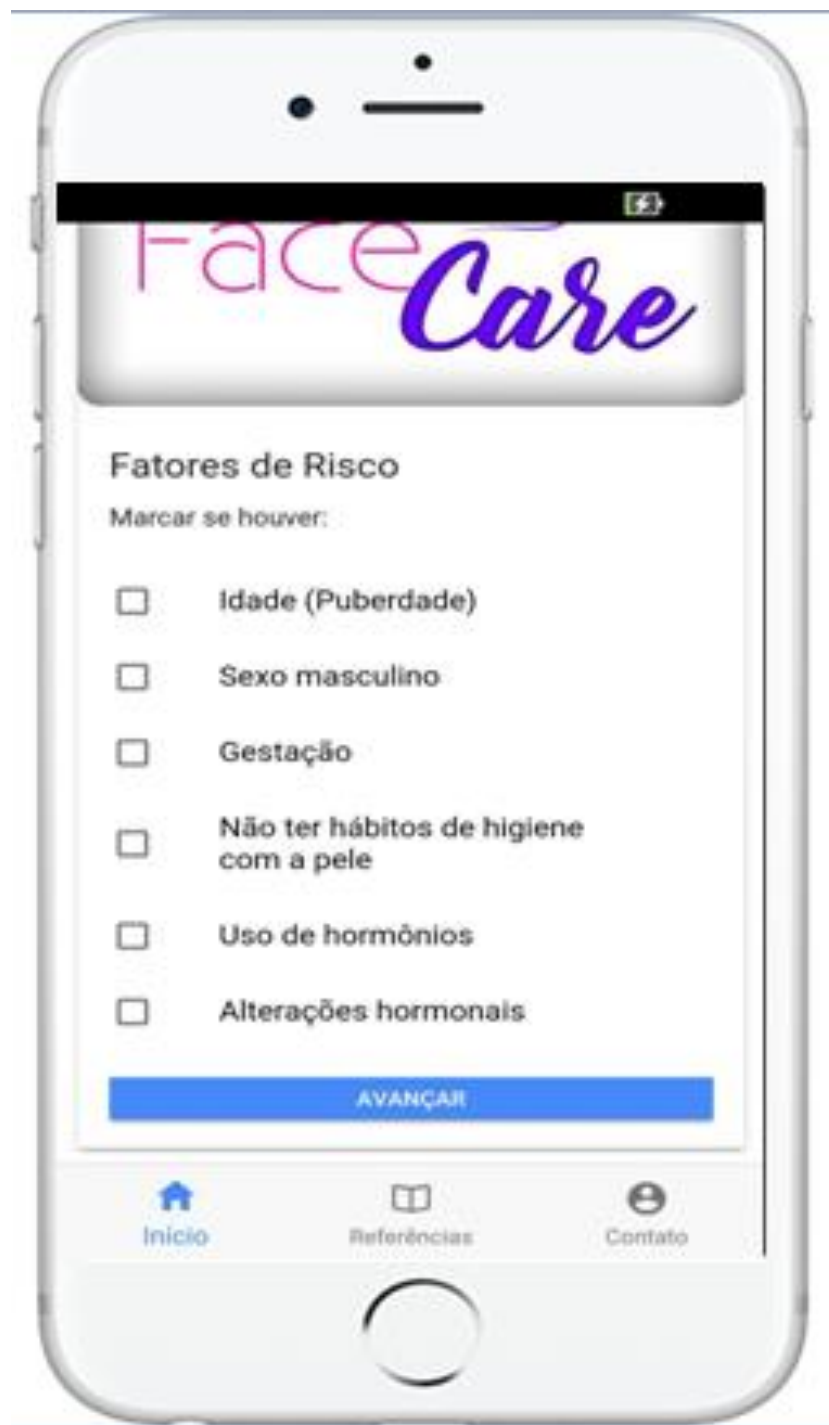 Face
Care
Fatores de Risco
Marcar se houver:
Idade (Puberdade)
Sexo masculino
Gestação
Não ter hábitos de higiene
com a pele
Uso de hormônios
Alterações hormonais
AVANÇAR
Início
Referências
Contato